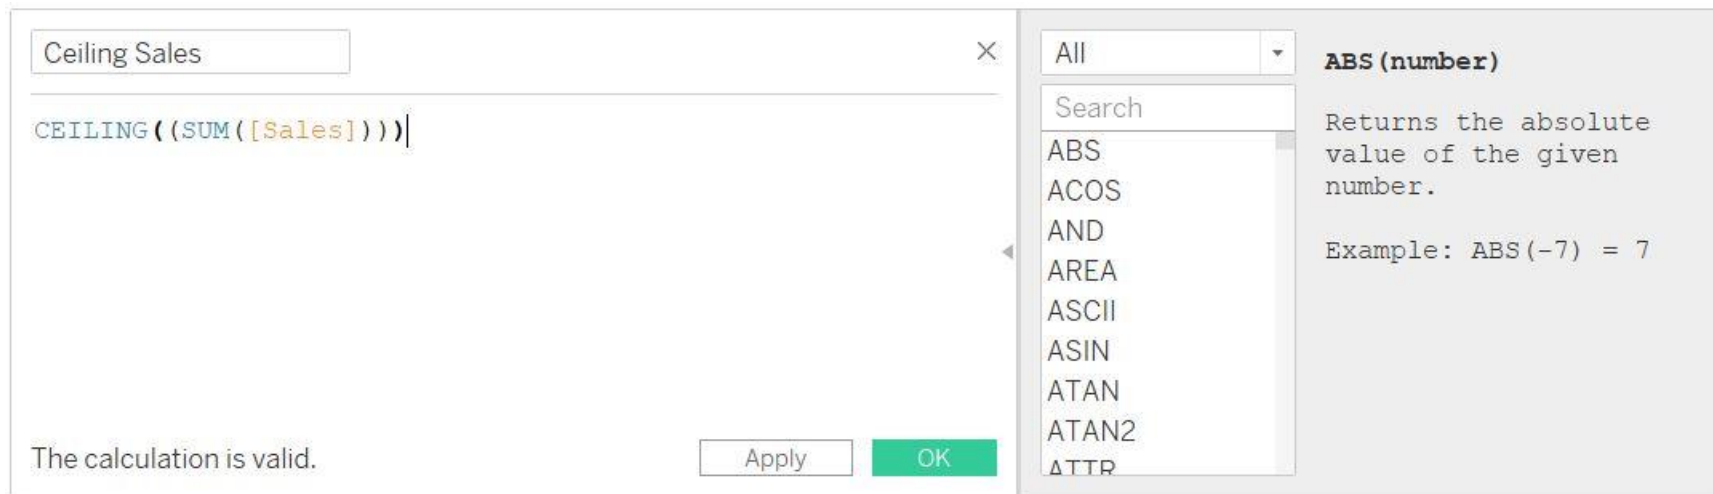 Ceiling Sales
CEILING((SUM([Sales])))
The calculation is valid.
Apply
OK
All
Search
ABS
ACOS
AND
AREA
ASCII
ASIN
ATAN
ATAN2
ATTR
ABS(number)
Returns the absolute
value of the given
number.
Example: ABS(-7) = 7